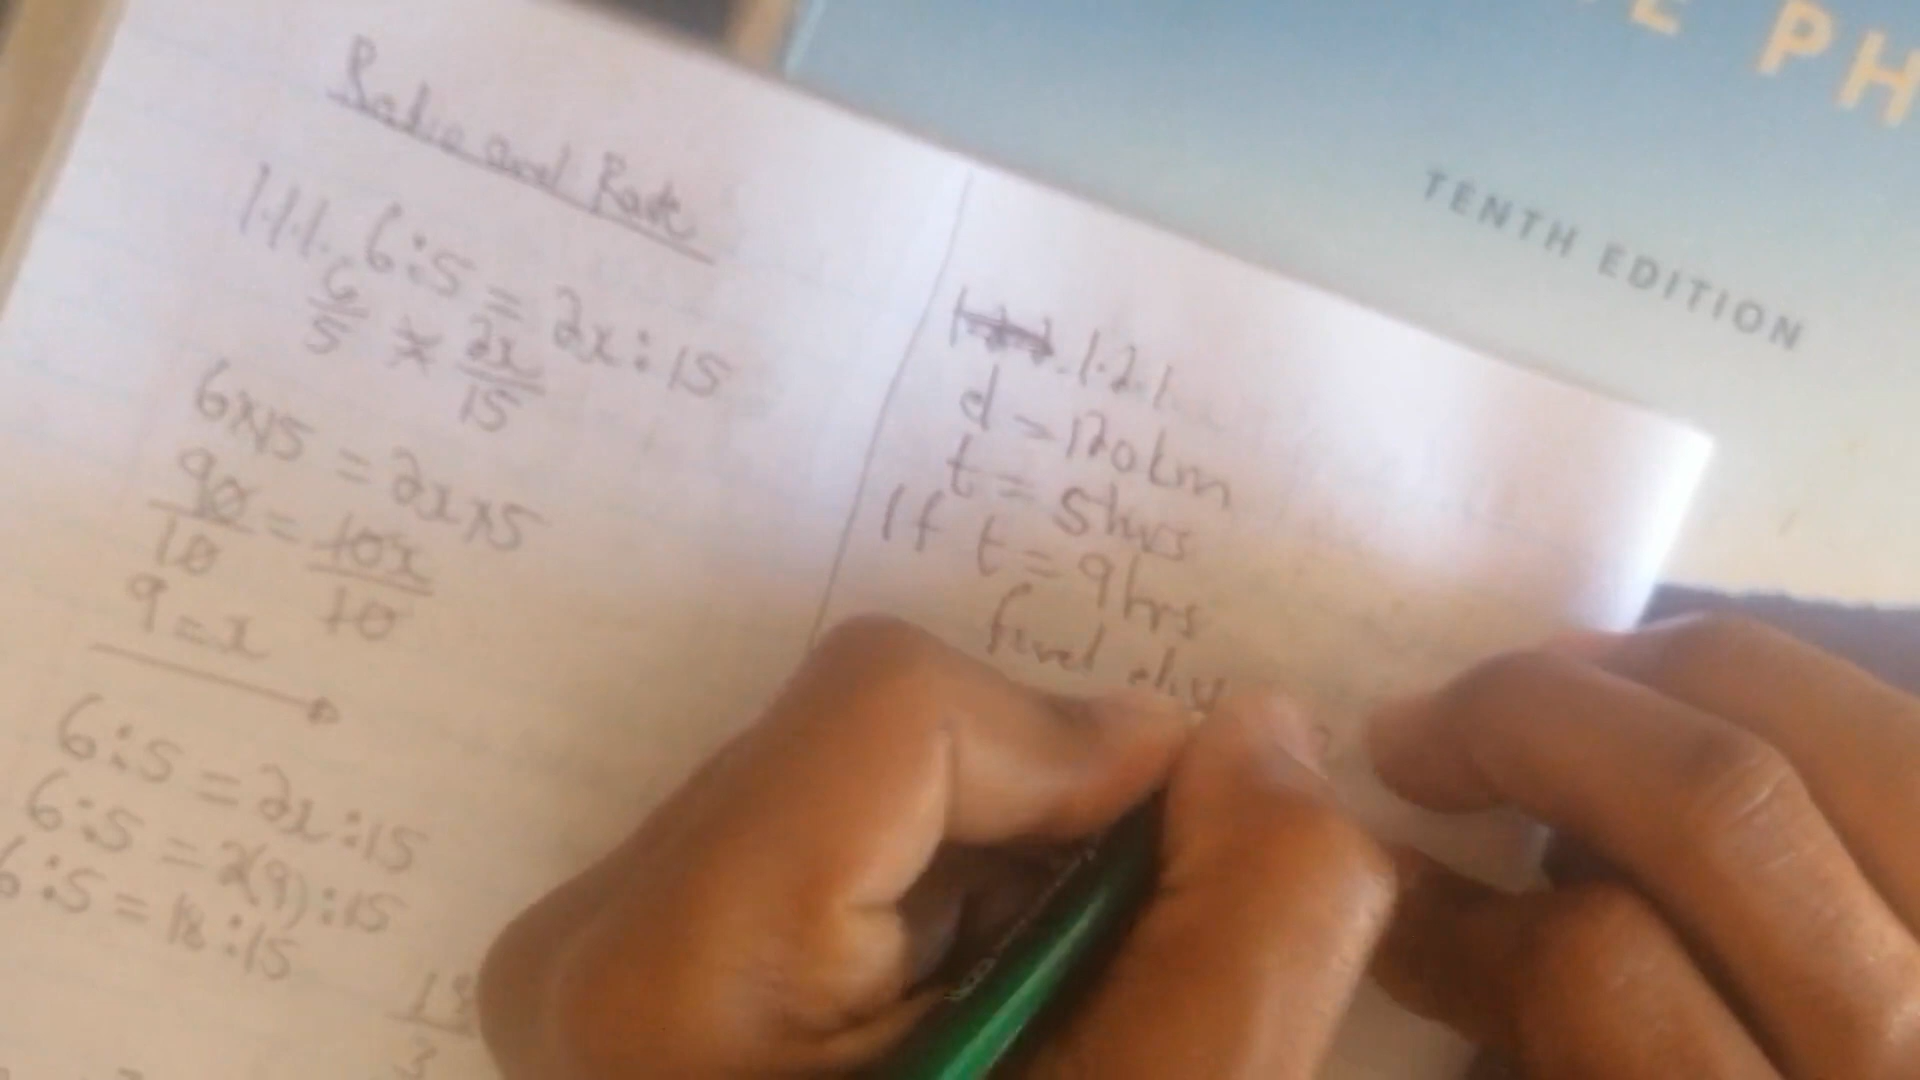 PH
TENTH EDITION
Ratio and Rate
1.1.1. 6:5 = 2x:15
6/5 × 2x/15
6×15 = 2x×5
90/10 = 10x/10
9 = x
6:5 = 2x:15
6:5 = 2(9):15
6:5 = 18:15
1.2.1
d = 120km
t = 5hrs
If t = 9hrs